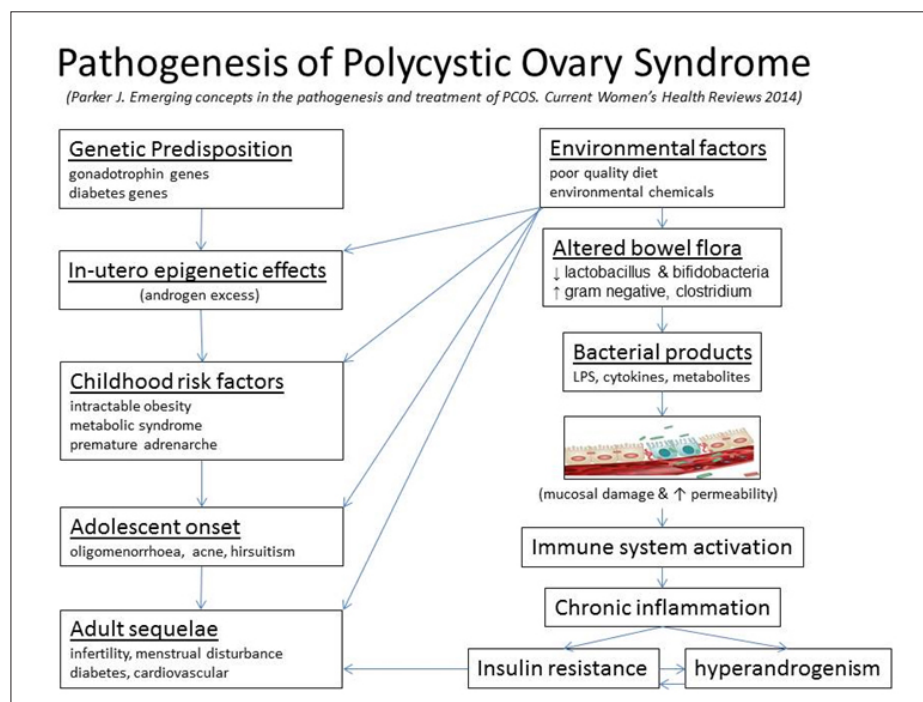 Pathogenesis of Polycystic Ovary Syndrome
(Parker J. Emerging concepts in the pathogenesis and treatment of PCOS. Current Women's Health Reviews 2014)
Genetic Predisposition
gonadotrophin genes
diabetes genes
In-utero epigenetic effects
(androgen excess)
Childhood risk factors
intractable obesity
metabolic syndrome
premature adrenarche
Adolescent onset
oligomenorrhoea, acne, hirsuitism
Adult sequelae
infertility, menstrual disturbance
diabetes, cardiovascular
Environmental factors
poor quality diet
environmental chemicals
Altered bowel flora
↓ lactobacillus & bifidobacteria
↑ gram negative, clostridium
Bacterial products
LPS, cytokines, metabolites
(mucosal damage & ↑ permeability)
Immune system activation
Chronic inflammation
Insulin resistance
hyperandrogenism